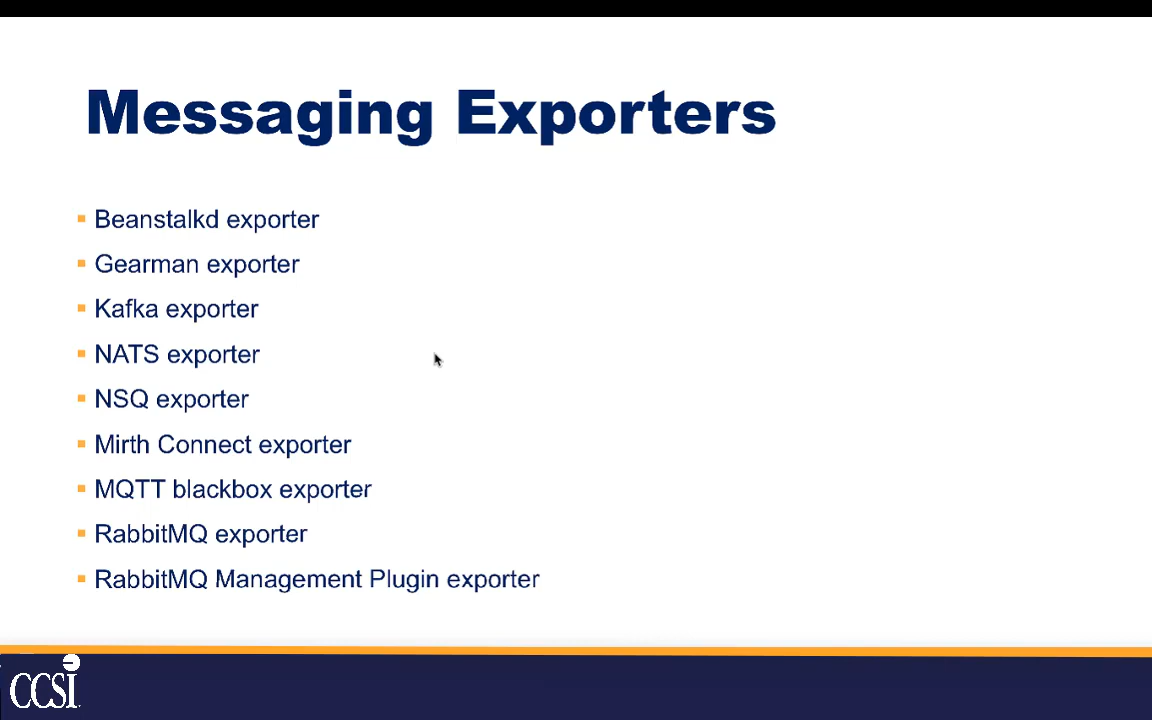 Messaging Exporters
Beanstalkd exporter
Gearman exporter
Kafka exporter
NATS exporter
NSQ exporter
Mirth Connect exporter
MQTT blackbox exporter
RabbitMQ exporter
RabbitMQ Management Plugin exporter
CCSI